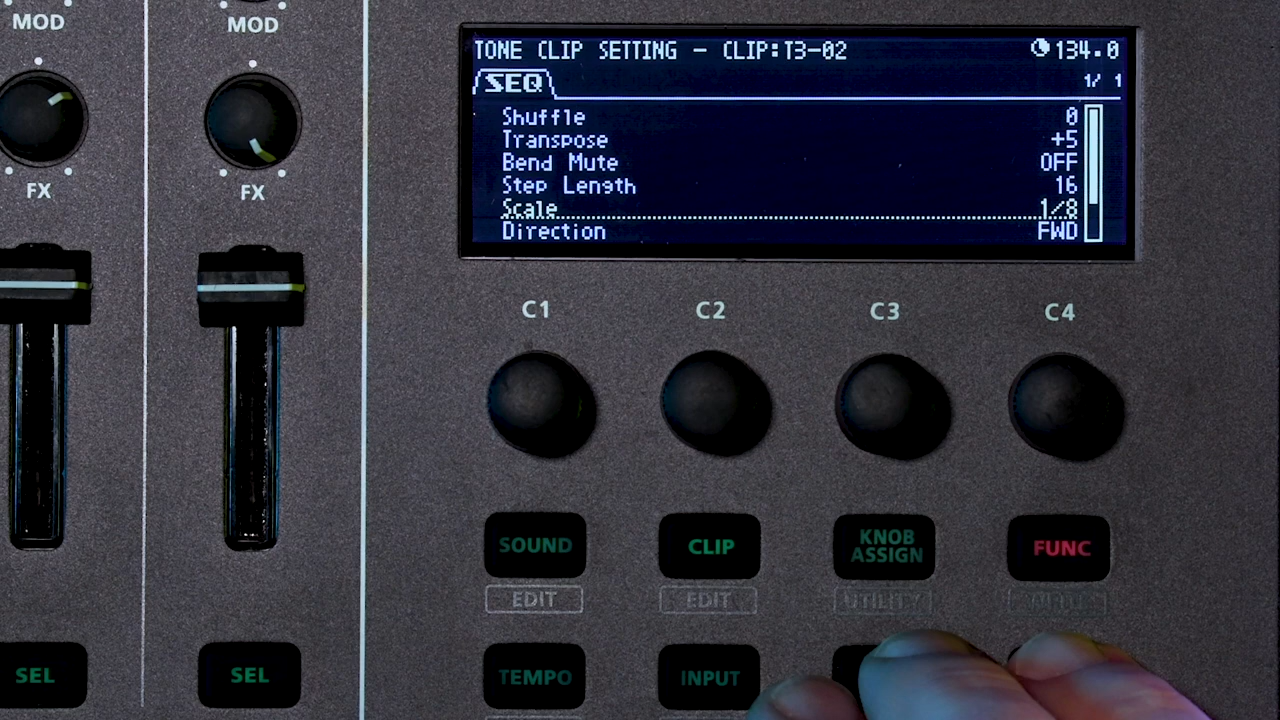 MOD
MOD
TONE CLIP SETTING - CLIP:T3-02 134.0
SEQ 1/ 1
Shuffle 0
Transpose +5
Bend Mute OFF
Step Length 16
Scale 1/8
Direction FWD
FX
FX
C1 C2 C3 C4
SOUND CLIP KNOB ASSIGN FUNC
EDIT EDIT UTILITY WRITE
SEL SEL TEMPO INPUT